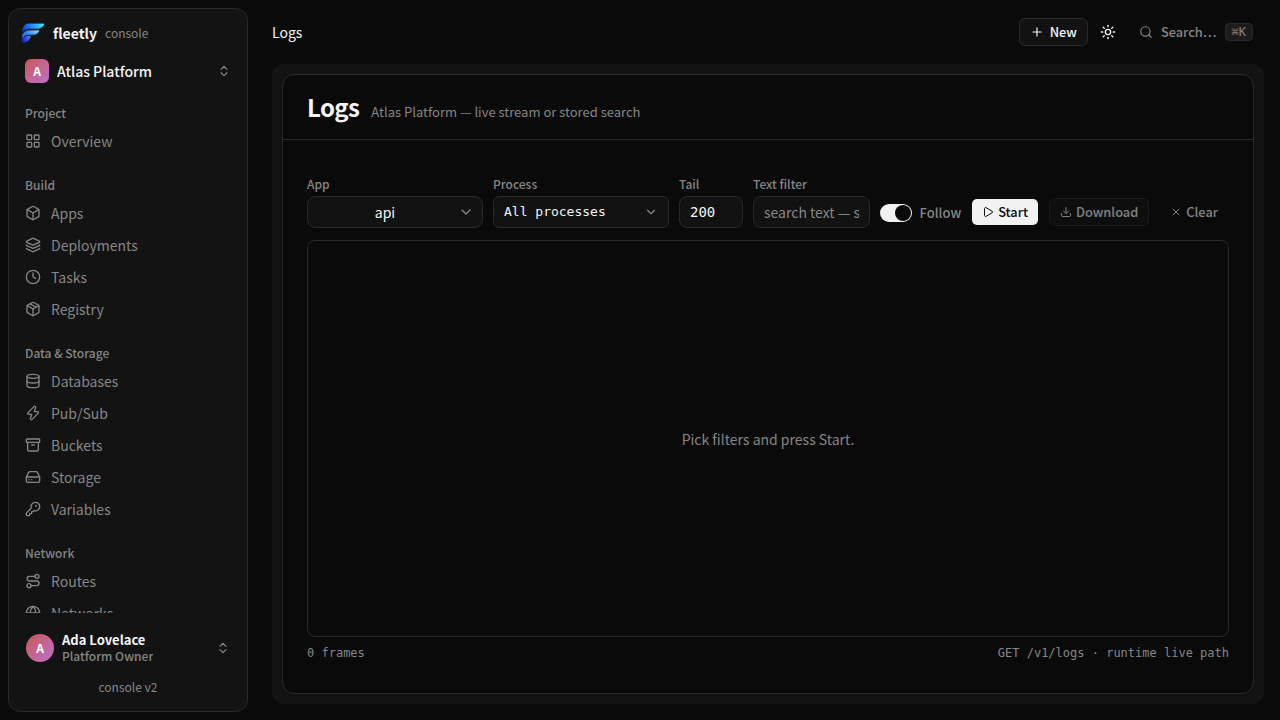 fleetly console
A Atlas Platform
Project
Overview
Build
Apps
Deployments
Tasks
Registry
Data & Storage
Databases
Pub/Sub
Buckets
Storage
Variables
Network
Routes
Networks
A Ada Lovelace
Platform Owner
console v2
Logs
New
Search… ⌘K
Logs Atlas Platform — live stream or stored search
App
api
Process
All processes
Tail
200
Text filter
search text — s
Follow
Start
Download
Clear
Pick filters and press Start.
0 frames
GET /v1/logs · runtime live path